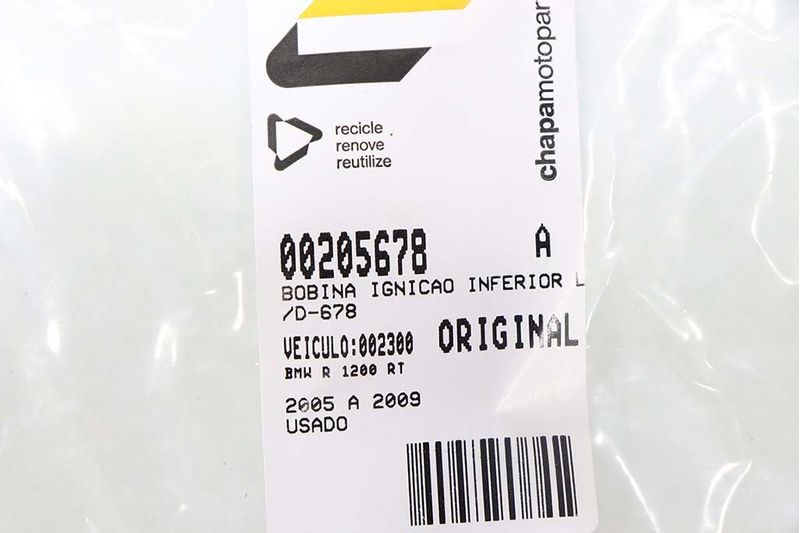 chapamotopar
recicle
renove
reutilize
00205678 A
BOBINA IGNICAO INFERIOR L
/D-678
VEICULO:002300 ORIGINAL
BMW R 1200 RT
2005 A 2009
USADO